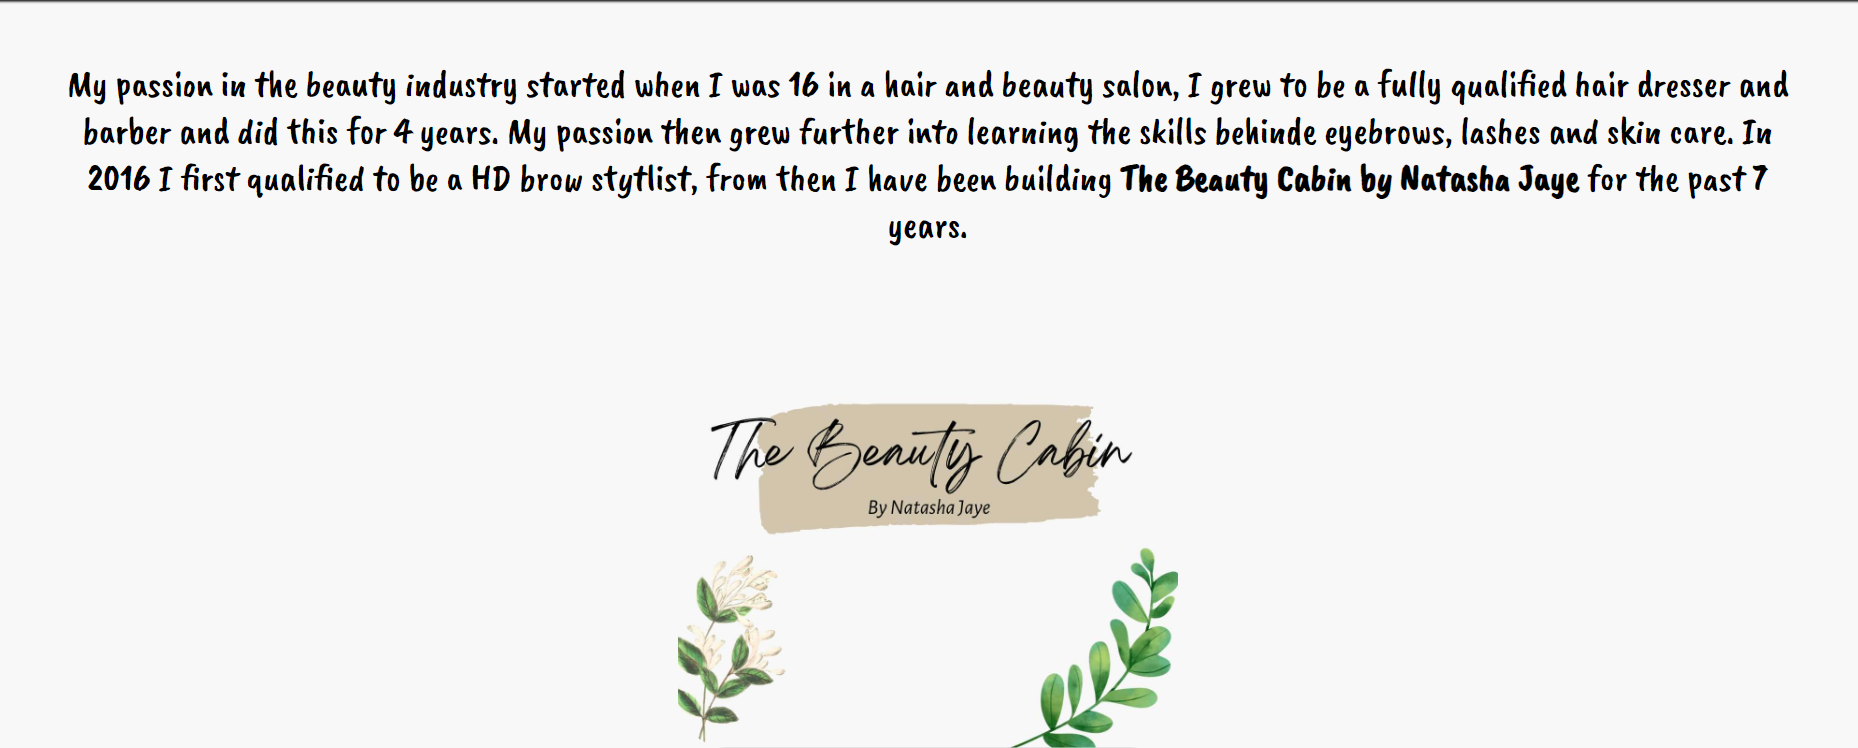 My passion in the beauty industry started when I was 16 in a hair and beauty salon, I grew to be a fully qualified hair dresser and
barber and did this for 4 years. My passion then grew further into learning the skills behinde eyebrows, lashes and skin care. In
2016 I first qualified to be a HD brow stytlist, from then I have been building The Beauty Cabin by Natasha Jaye for the past 7
years.
The Beauty Cabin
By Natasha Jaye